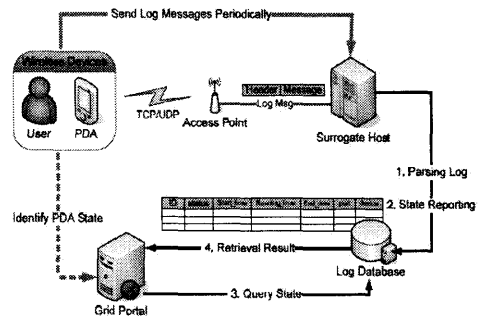 Send Log Messages Periodically
Wireless Devices
User
PDA
TCP/UDP
Access Point
Header Message
Log Msg
Surrogate Host
1. Parsing Log
2. State Reporting
ID
Identify PDA State
4. Retrieval Result
Log Database
3. Query State
Grid Portal